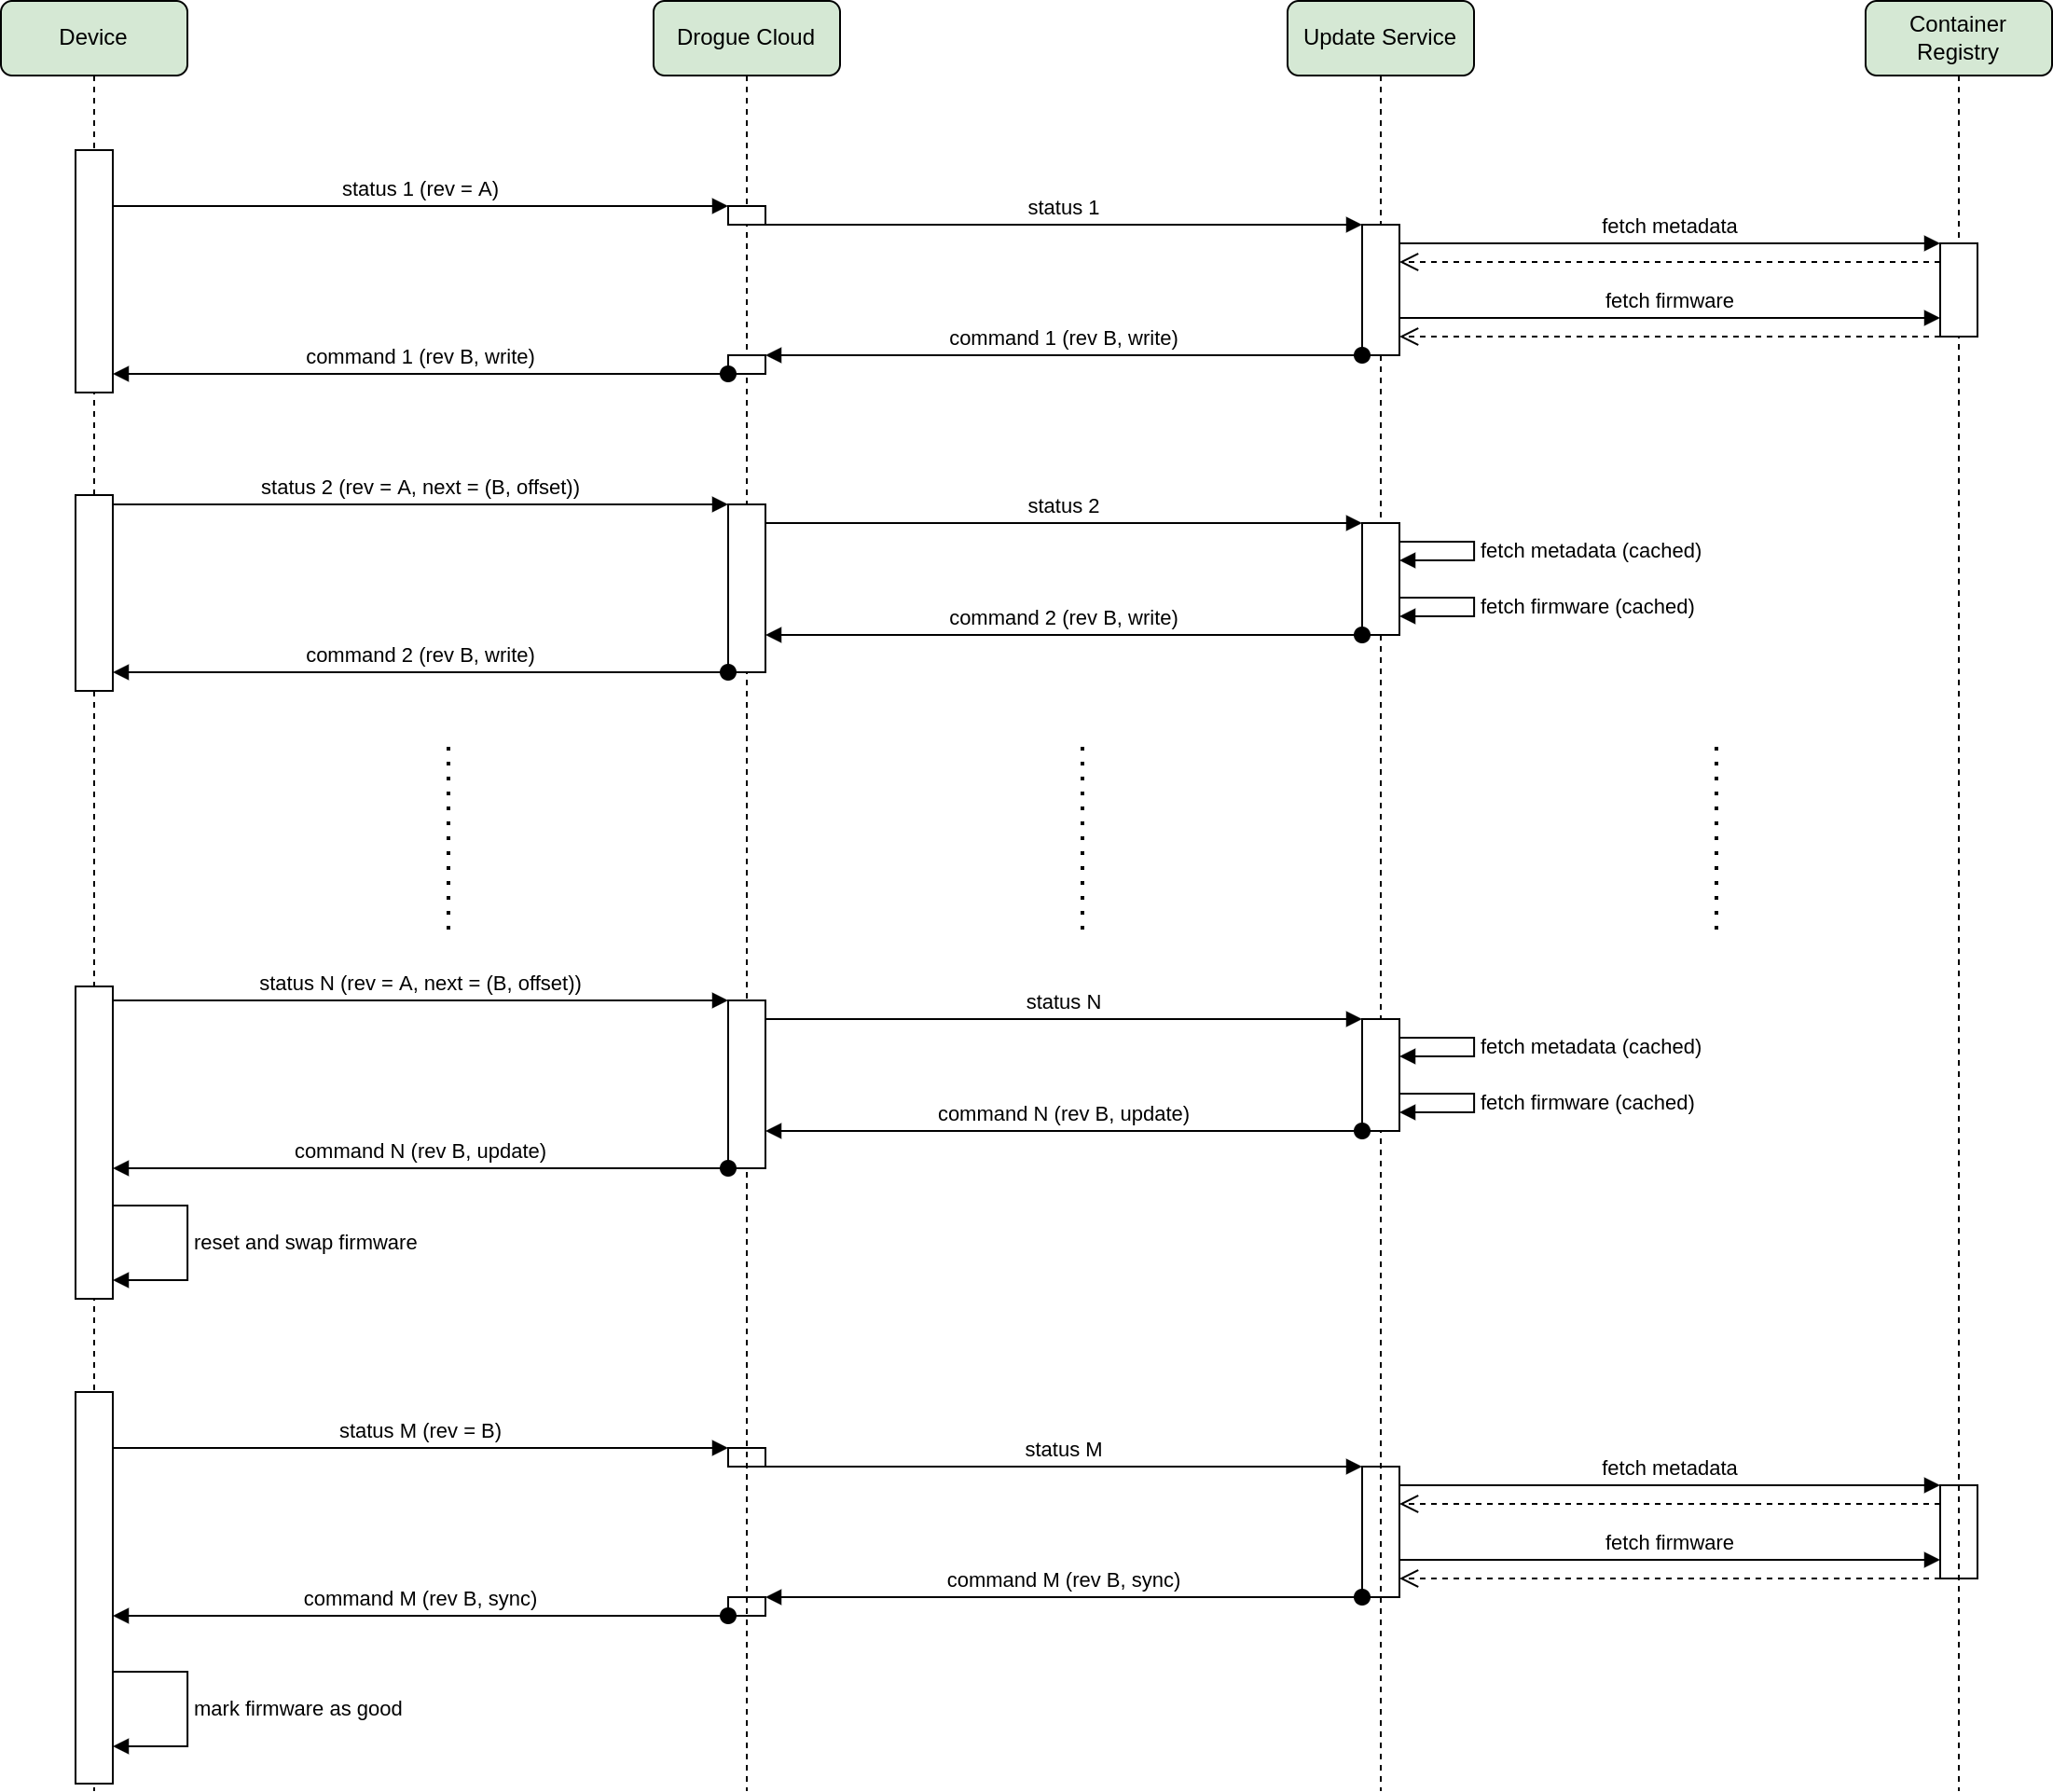 Device
Drogue Cloud
Update Service
Container
Registry
status 1 (rev = A)
status 1
fetch metadata
fetch firmware
command 1 (rev B, write)
command 1 (rev B, write)
status 2 (rev = A, next = (B, offset))
status 2
fetch metadata (cached)
fetch firmware (cached)
command 2 (rev B, write)
command 2 (rev B, write)
status N (rev = A, next = (B, offset))
status N
fetch metadata (cached)
fetch firmware (cached)
command N (rev B, update)
command N (rev B, update)
reset and swap firmware
status M (rev = B)
status M
fetch metadata
fetch firmware
command M (rev B, sync)
command M (rev B, sync)
mark firmware as good